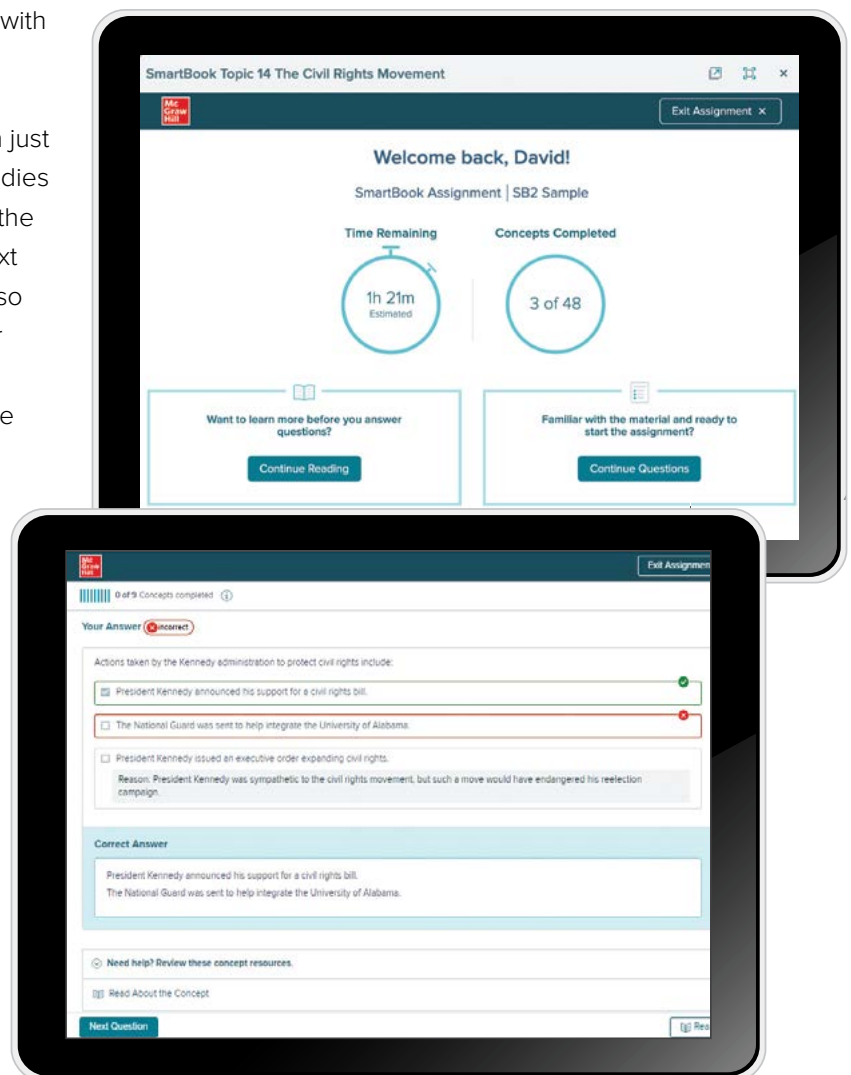 with
just
dies
the
xt
so
e
SmartBook Topic 14 The Civil Rights Movement
Mc
Graw
Hill
Exit Assignment ×
Welcome back, David!
SmartBook Assignment | SB2 Sample
Time Remaining
Concepts Completed
1h 21m
Estimated
3 of 48
Want to learn more before you answer
questions?
Continue Reading
Familiar with the material and ready to
start the assignment?
Continue Questions
Mc
Graw
Hill
Exit Assignmen
0 of 9 Concepts completed
Your Answer incorrect
Actions taken by the Kennedy administration to protect civil rights include:
President Kennedy announced his support for a civil rights bill.
The National Guard was sent to help integrate the University of Alabama.
President Kennedy issued an executive order expanding civil rights.
Reason: President Kennedy was sympathetic to the civil rights movement, but such a move would have endangered his reelection
campaign.
Correct Answer
President Kennedy announced his support for a civil rights bill.
The National Guard was sent to help integrate the University of Alabama.
Need help? Review these concept resources.
Read About the Concept
Next Question
Rea